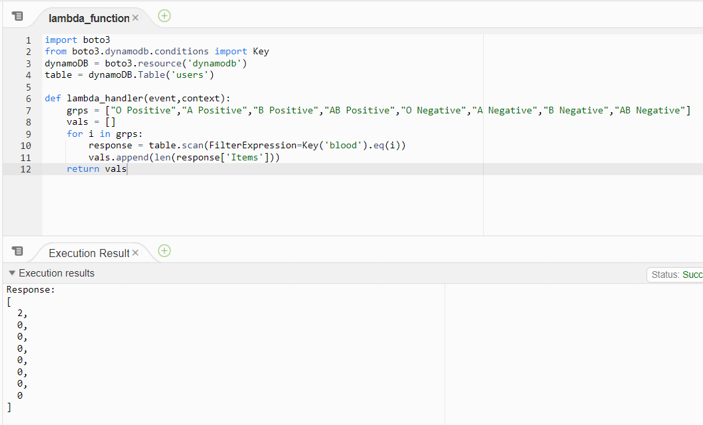 lambda_function
1 import boto3
2 from boto3.dynamodb.conditions import Key
3 dynamoDB = boto3.resource('dynamodb')
4 table = dynamoDB.Table('users')
5
6 def lambda_handler(event,context):
7     grps = ["O Positive","A Positive","B Positive","AB Positive","O Negative","A Negative","B Negative","AB Negative"]
8     vals = []
9     for i in grps:
10         response = table.scan(FilterExpression=Key('blood').eq(i))
11         vals.append(len(response['Items']))
12     return vals
Execution Result
Execution results
Status: Succ
Response:
[
  2,
  0,
  0,
  0,
  0,
  0,
  0,
  0
]